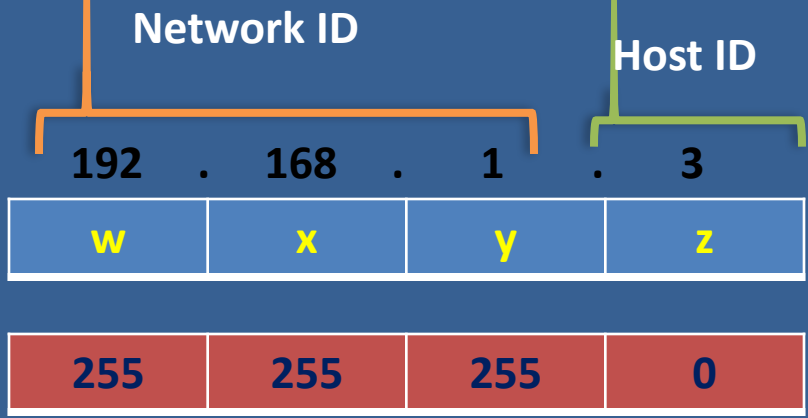 Network ID
Host ID
192 . 168 . 1 . 3
w x y z
255 255 255 0